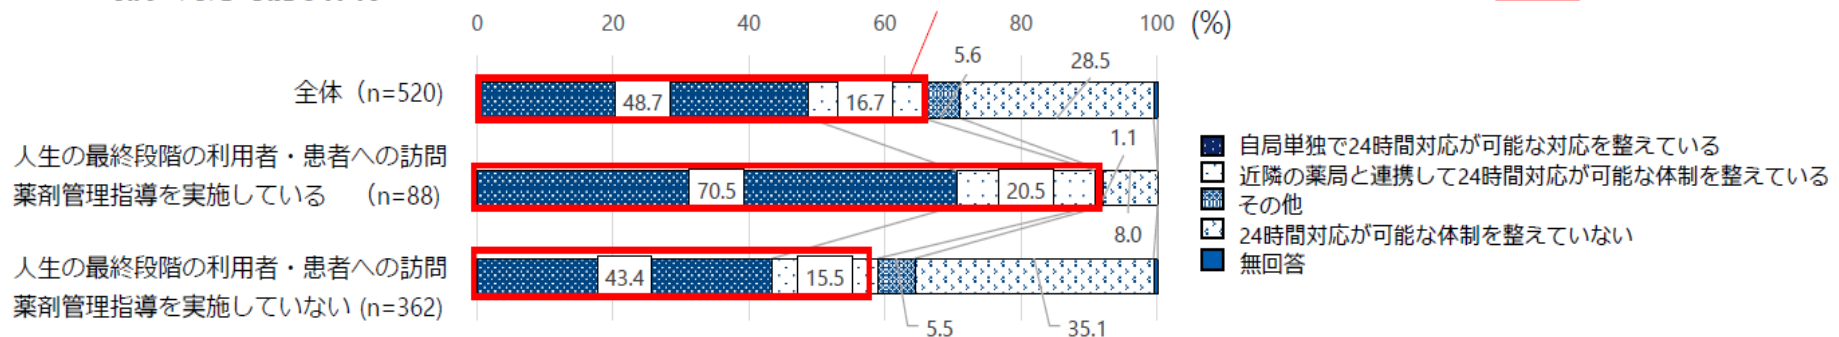 0 20 40 60 80 100 (%)
全体（n=520) 48.7 16.7 5.6 28.5
人生の最終段階の利用者・患者への訪問
薬剤管理指導を実施している　（n=88) 70.5 20.5 1.1 8.0
人生の最終段階の利用者・患者への訪問
薬剤管理指導を実施していない (n=362) 43.4 15.5 5.5 35.1
自局単独で24時間対応が可能な対応を整えている
近隣の薬局と連携して24時間対応が可能な体制を整えている
その他
24時間対応が可能な体制を整えていない
無回答